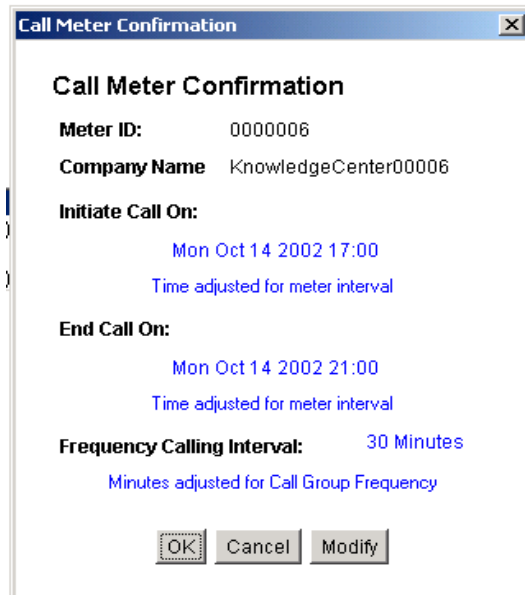 Call Meter Confirmation
Call Meter Confirmation
Meter ID: 0000006
Company Name KnowledgeCenter00006
Initiate Call On:
Mon Oct 14 2002 17:00
Time adjusted for meter interval
End Call On:
Mon Oct 14 2002 21:00
Time adjusted for meter interval
Frequency Calling Interval: 30 Minutes
Minutes adjusted for Call Group Frequency
OK Cancel Modify